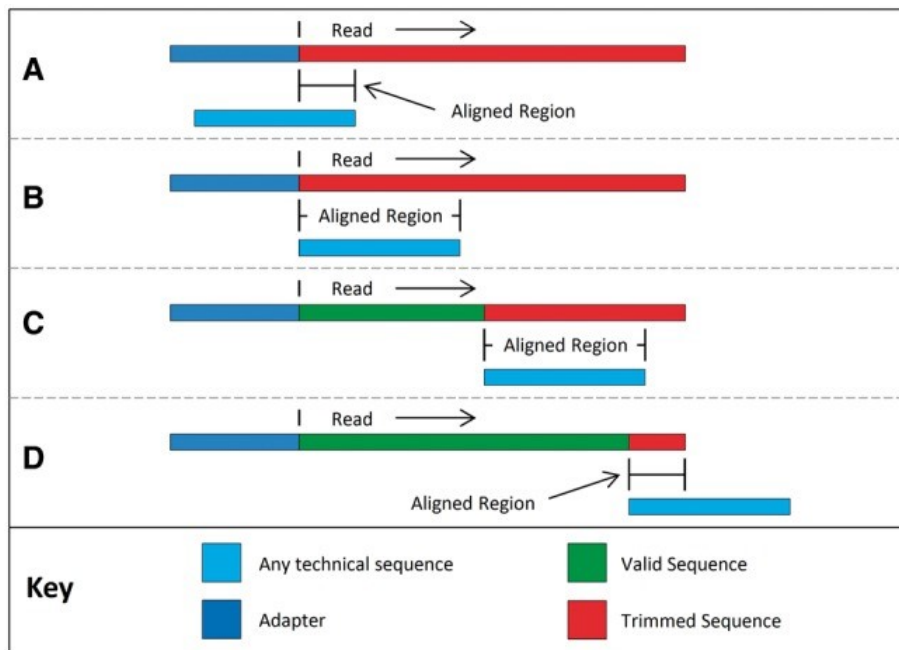 Read
A
Aligned Region
Read
B
Aligned Region
Read
C
Aligned Region
Read
D
Aligned Region
Key
Any technical sequence
Valid Sequence
Adapter
Trimmed Sequence